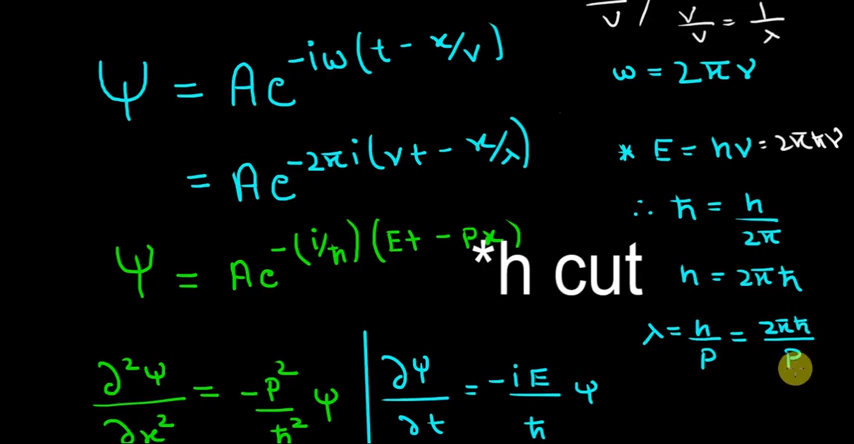 Ψ = Ae^{-iω(t - x/v)}
= Ae^{-2πi(νt - x/λ)}
Ψ = Ae^{-(i/ħ)(Et - Px)}
∂²Ψ/∂x² = -P²/ħ² Ψ | ∂Ψ/∂t = -iE/ħ Ψ
ν/v = 1/λ
ω = 2πν
* E = hν = 2πħν
∴ ħ = h/2π
h = 2πħ
λ = h/P = 2πħ/P
*h cut